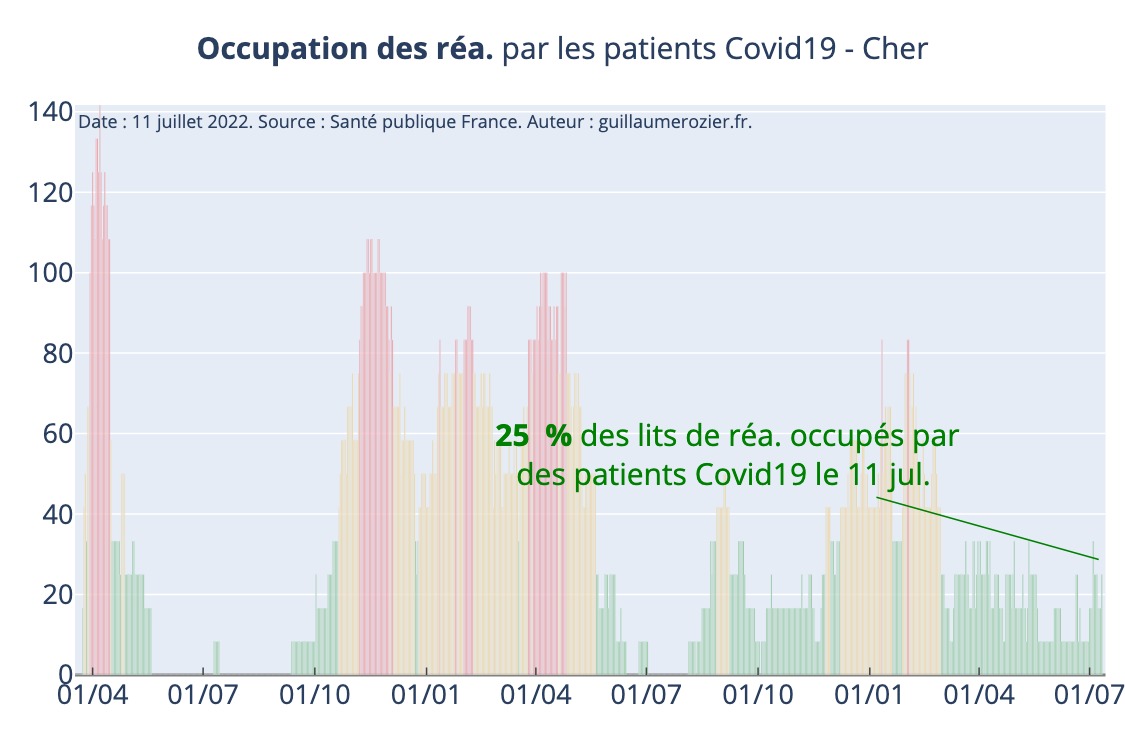 Occupation des réa. par les patients Covid19 - Cher
140
Date : 11 juillet 2022. Source : Santé publique France. Auteur : guillaumerozier.fr.
120
100
80
60
25 % des lits de réa. occupés par
des patients Covid19 le 11 jul.
40
20
0
01/04 01/07 01/10 01/01 01/04 01/07 01/10 01/01 01/04 01/07